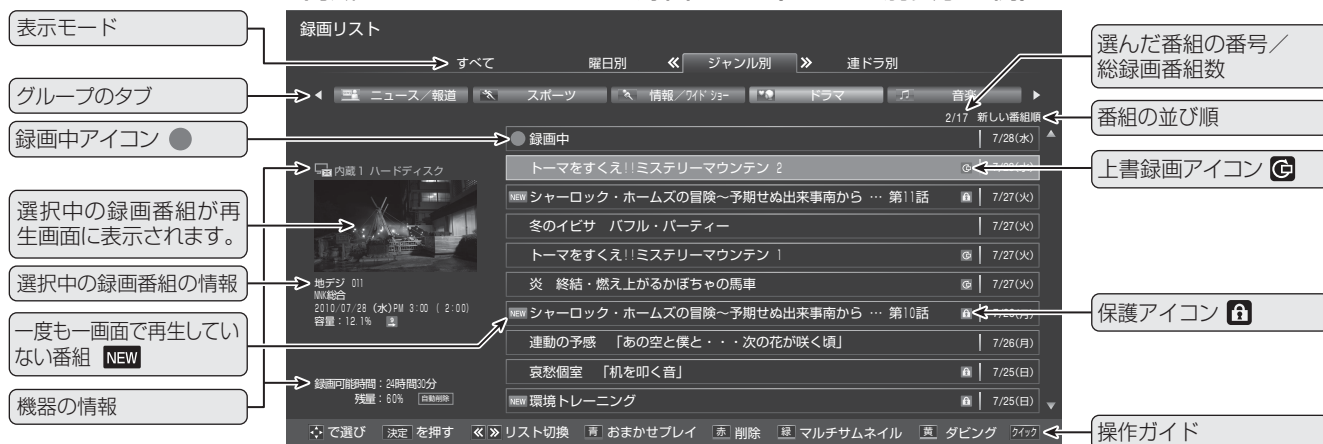 表示モード
グループのタブ
録画中アイコン
選択中の録画番組が再
生画面に表示されます。
選択中の録画番組の情報
一度も一画面で再生してい
ない番組 NEW
機器の情報
録画リスト
すべて 曜日別 ジャンル別 連ドラ別
ニュース/報道 スポーツ 情報/ワイドショー ドラマ 音楽
2/17 新しい番組順
録画中 7/28(水)
トーマをすくえ!!ミステリーマウンテン 2
NEW シャーロック・ホームズの冒険~予期せぬ出来事南から … 第11話 7/27(火)
冬のイビサ バフル・パーティー 7/27(火)
トーマをすくえ!!ミステリーマウンテン 1 7/27(火)
炎 終結・燃え上がるかぼちゃの馬車 7/27(火)
NEW シャーロック・ホームズの冒険~予期せぬ出来事南から … 第10話
連動の予感 「あの空と僕と・・・次の花が咲く頃」 7/26(月)
哀愁個室 「机を叩く音」 7/25(日)
NEW 環境トレーニング 7/25(日)
内蔵1 ハードディスク
地デジ 011
NNK総合
2010/07/28 (水)PM 3:00 ( 2:00)
容量:12.1%
録画可能時間:24時間30分
残量:60% 自動削除
で選び 決定 を押す リスト切換 青 おまかせプレイ 赤 削除 緑 マルチサムネイル 黄 ダビング クイック
選んだ番組の番号/
総録画番組数
番組の並び順
上書録画アイコン
保護アイコン
操作ガイド